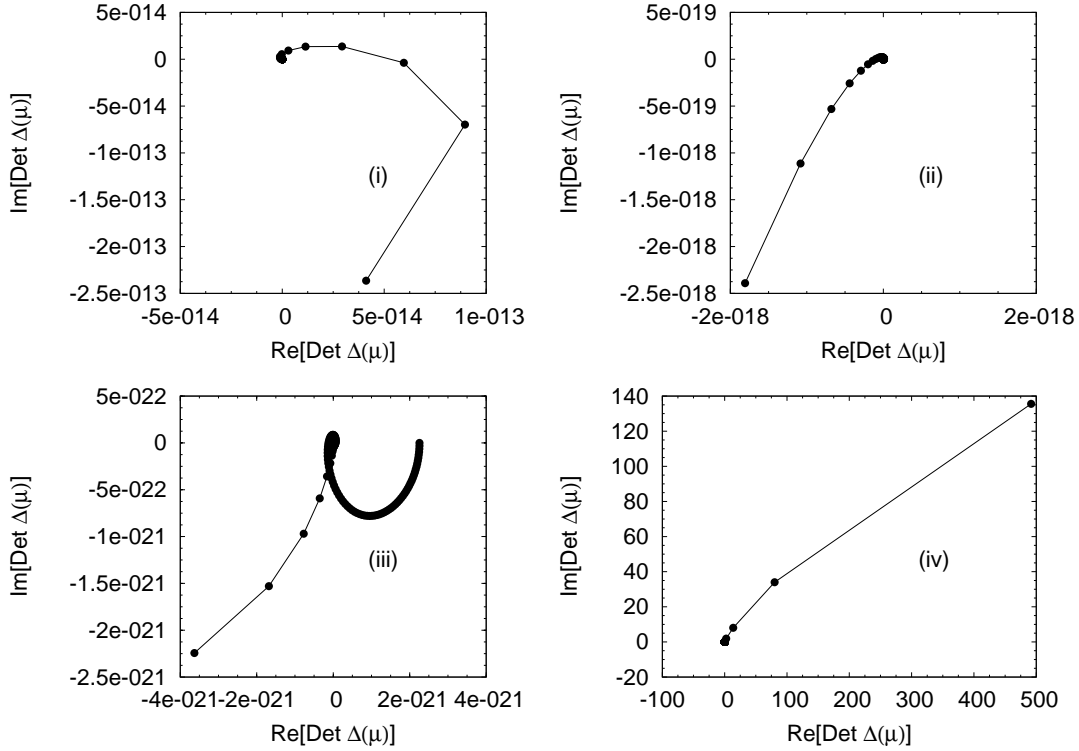 5e-014
0
-5e-014
-1e-013
-1.5e-013
-2e-013
-2.5e-013
-5e-014 0 5e-014 1e-013
Im[Det Δ(μ)]
Re[Det Δ(μ)]
(i)
5e-019
0
-5e-019
-1e-018
-1.5e-018
-2e-018
-2.5e-018
-2e-018 0 2e-018
Im[Det Δ(μ)]
Re[Det Δ(μ)]
(ii)
5e-022
0
-5e-022
-1e-021
-1.5e-021
-2e-021
-2.5e-021
-4e-021 -2e-021 0 2e-021 4e-021
Im[Det Δ(μ)]
Re[Det Δ(μ)]
(iii)
140
120
100
80
60
40
20
0
-20
-100 0 100 200 300 400 500
Im[Det Δ(μ)]
Re[Det Δ(μ)]
(iv)